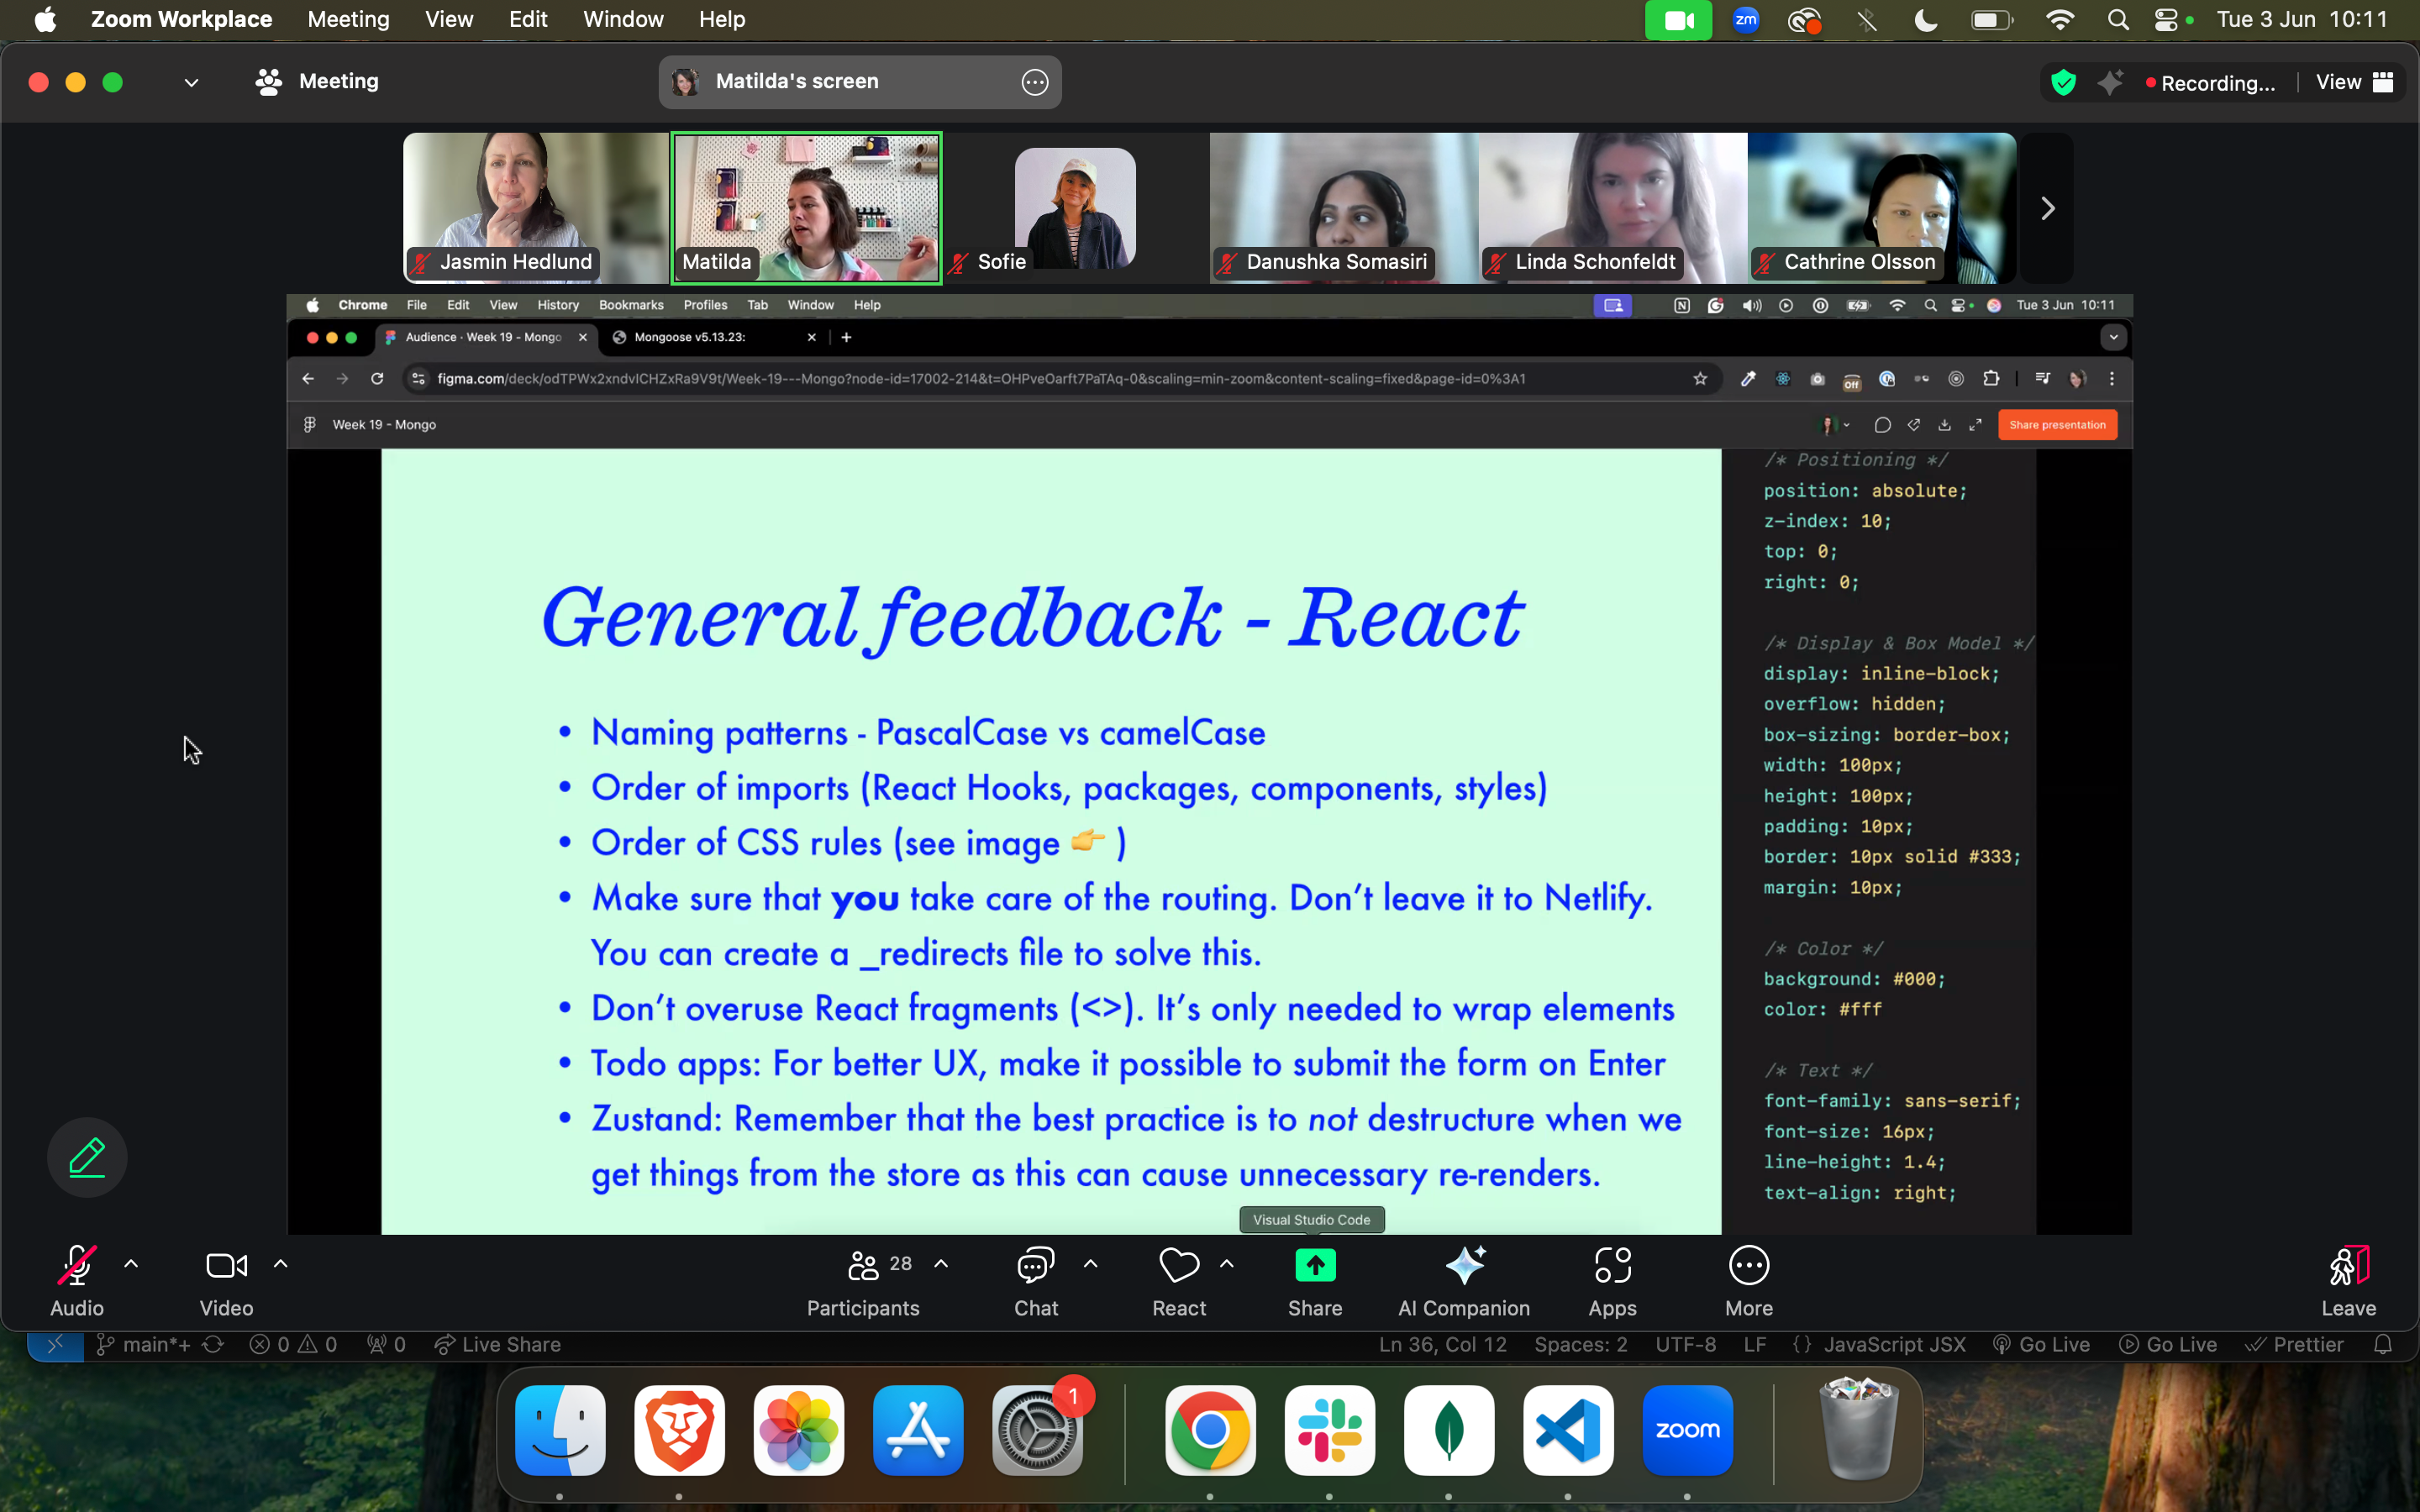 Zoom Workplace Meeting View Edit Window Help
zm
Tue 3 Jun 10:11
Meeting
Matilda's screen
Recording...
View
Jasmin Hedlund
Matilda
Sofie
Danushka Somasiri
Linda Schonfeldt
Cathrine Olsson
Chrome File Edit View History Bookmarks Profiles Tab Window Help
Tue 3 Jun 10:11
Audience · Week 19 - Mongo
Mongoose v5.13.23:
figma.com/deck/odTPWx2xndvICHZxRa9V9t/Week-19---Mongo?node-id=17002-214&t=OHPveOarft7PaTAq-0&scaling=min-zoom&content-scaling=fixed&page-id=0%3A1
Off
Week 19 - Mongo
Share presentation
General feedback - React
• Naming patterns - PascalCase vs camelCase
• Order of imports (React Hooks, packages, components, styles)
• Order of CSS rules (see image 👉 )
• Make sure that you take care of the routing. Don’t leave it to Netlify.
You can create a _redirects file to solve this.
• Don’t overuse React fragments (<>). It’s only needed to wrap elements
• Todo apps: For better UX, make it possible to submit the form on Enter
• Zustand: Remember that the best practice is to not destructure when we
get things from the store as this can cause unnecessary re-renders.
/* Positioning */
position: absolute;
z-index: 10;
top: 0;
right: 0;
/* Display & Box Model */
display: inline-block;
overflow: hidden;
box-sizing: border-box;
width: 100px;
height: 100px;
padding: 10px;
border: 10px solid #333;
margin: 10px;
/* Color */
background: #000;
color: #fff
/* Text */
font-family: sans-serif;
font-size: 16px;
line-height: 1.4;
text-align: right;
Visual Studio Code
Audio
Video
28
Participants
Chat
React
Share
AI Companion
Apps
More
Leave
main*+ 0 0 0 Live Share
Ln 36, Col 12 Spaces: 2 UTF-8 LF {} JavaScript JSX Go Live Go Live Prettier
1
zoom